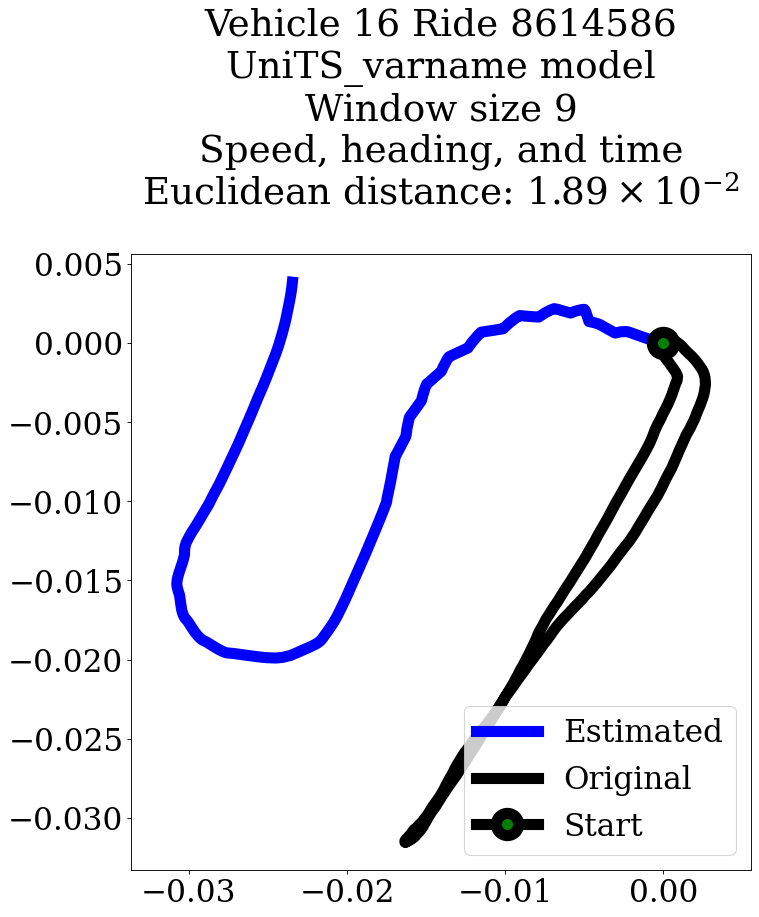 Vehicle 16 Ride 8614586
UniTS_varname model
Window size 9
Speed, heading, and time
Euclidean distance: 1.89 × 10⁻²
0.005
0.000
−0.005
−0.010
−0.015
−0.020
−0.025
−0.030
Estimated
Original
Start
−0.03 −0.02 −0.01 0.00